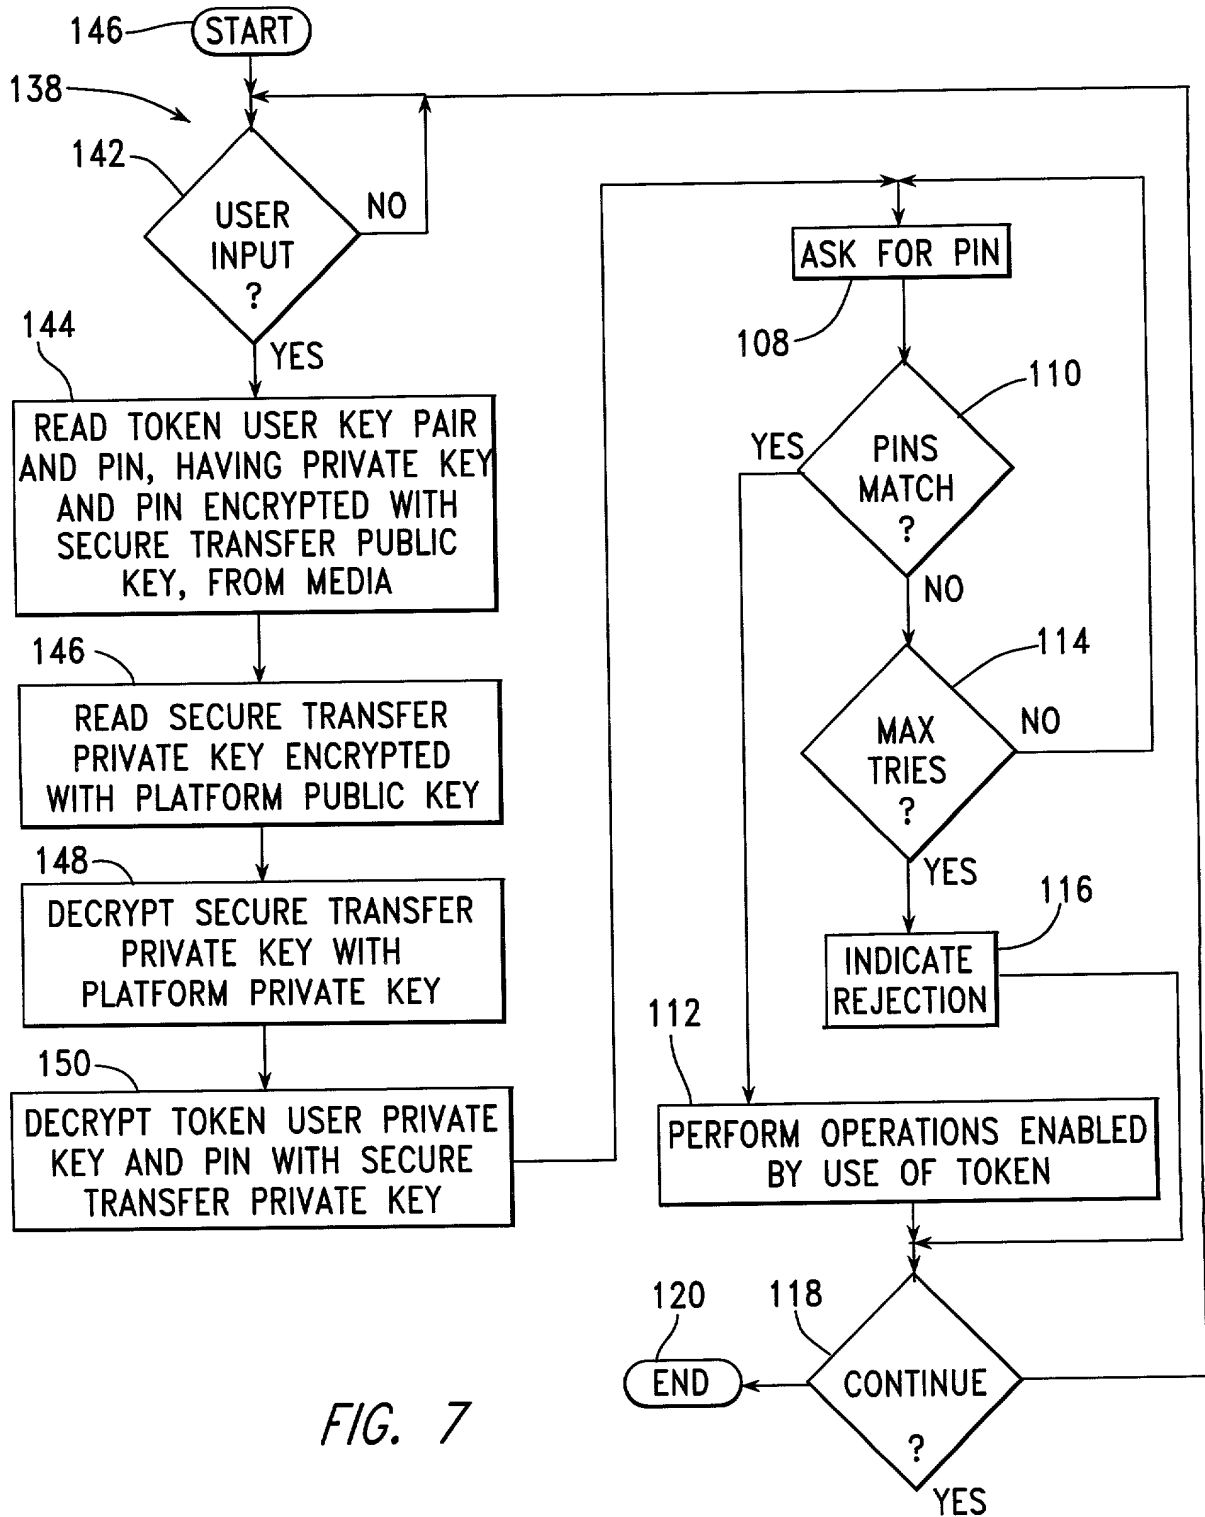 146
START
138
142
USER
INPUT
?
NO
YES
144
READ TOKEN USER KEY PAIR
AND PIN, HAVING PRIVATE KEY
AND PIN ENCRYPTED WITH
SECURE TRANSFER PUBLIC
KEY, FROM MEDIA
146
READ SECURE TRANSFER
PRIVATE KEY ENCRYPTED
WITH PLATFORM PUBLIC KEY
148
DECRYPT SECURE TRANSFER
PRIVATE KEY WITH
PLATFORM PRIVATE KEY
150
DECRYPT TOKEN USER PRIVATE
KEY AND PIN WITH SECURE
TRANSFER PRIVATE KEY
ASK FOR PIN
108
110
YES
PINS
MATCH
?
NO
114
MAX
TRIES
?
NO
YES
116
INDICATE
REJECTION
112
PERFORM OPERATIONS ENABLED
BY USE OF TOKEN
120
END
118
CONTINUE
?
YES
FIG. 7